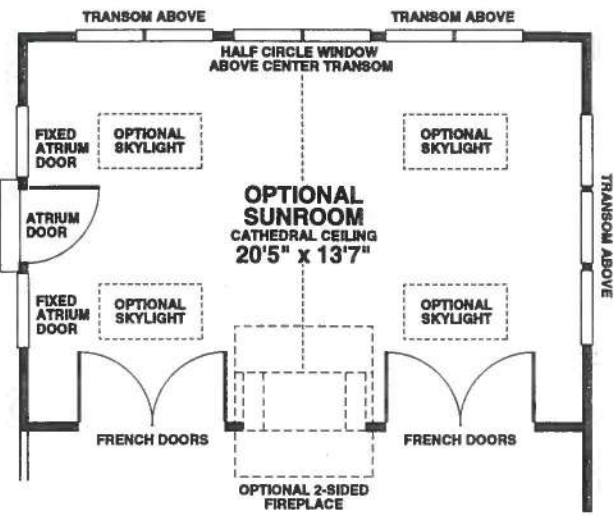 TRANSOM ABOVE
TRANSOM ABOVE
HALF CIRCLE WINDOW
ABOVE CENTER TRANSOM
FIXED
ATRIUM
DOOR
OPTIONAL
SKYLIGHT
OPTIONAL
SKYLIGHT
ATRIUM
DOOR
OPTIONAL
SUNROOM
CATHEDRAL CEILING
20'5" x 13'7"
TRANSOM ABOVE
FIXED
ATRIUM
DOOR
OPTIONAL
SKYLIGHT
OPTIONAL
SKYLIGHT
FRENCH DOORS
FRENCH DOORS
OPTIONAL 2-SIDED
FIREPLACE